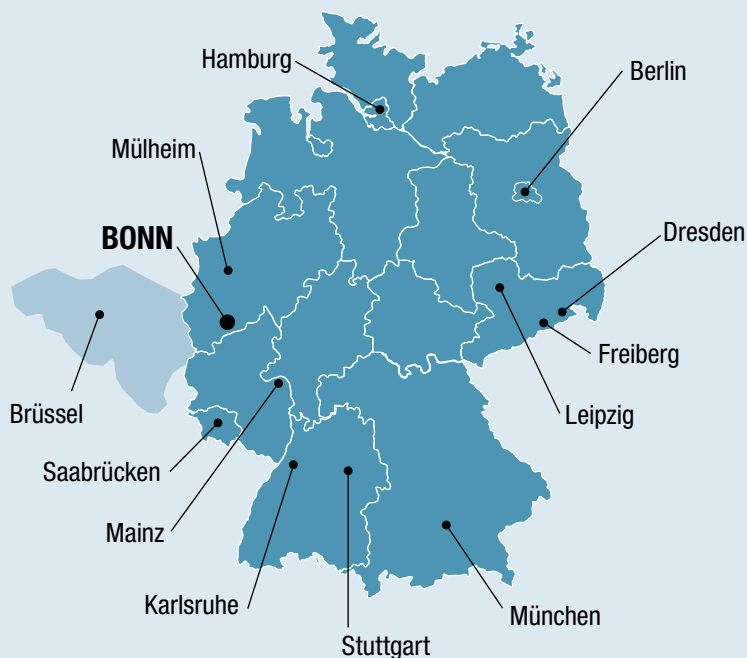 Hamburg
Berlin
Mülheim
BONN
Dresden
Freiberg
Brüssel
Leipzig
Saabrücken
Mainz
Karlsruhe
München
Stuttgart